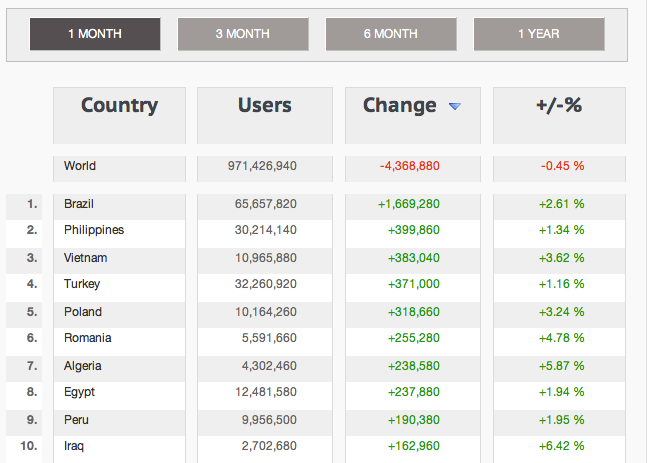 1 MONTH 3 MONTH 6 MONTH 1 YEAR
Country Users Change +/-%
World 971,426,940 -4,368,880 -0.45 %
1. Brazil 65,657,820 +1,669,280 +2.61 %
2. Philippines 30,214,140 +399,860 +1.34 %
3. Vietnam 10,965,880 +383,040 +3.62 %
4. Turkey 32,260,920 +371,000 +1.16 %
5. Poland 10,164,260 +318,660 +3.24 %
6. Romania 5,591,660 +255,280 +4.78 %
7. Algeria 4,302,460 +238,580 +5.87 %
8. Egypt 12,481,580 +237,880 +1.94 %
9. Peru 9,956,500 +190,380 +1.95 %
10. Iraq 2,702,680 +162,960 +6.42 %